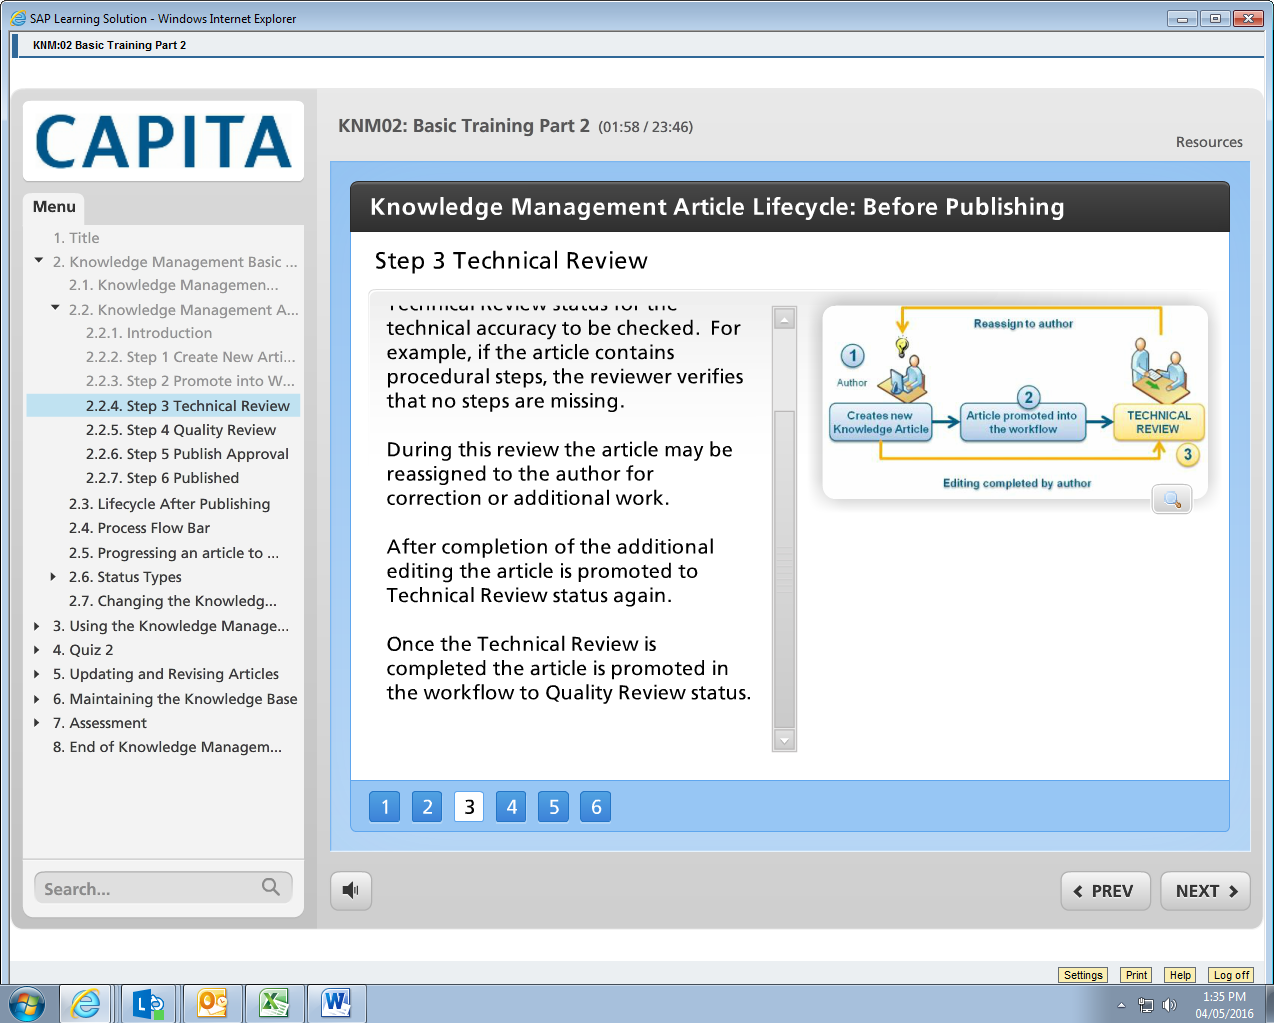 SAP Learning Solution - Windows Internet Explorer
KNM:02 Basic Training Part 2
CAPITA
KNM02: Basic Training Part 2 (01:58 / 23:46)
Resources
Menu
1. Title
2. Knowledge Management Basic ...
2.1. Knowledge Managemen...
2.2. Knowledge Management A...
2.2.1. Introduction
2.2.2. Step 1 Create New Arti...
2.2.3. Step 2 Promote into W...
2.2.4. Step 3 Technical Review
2.2.5. Step 4 Quality Review
2.2.6. Step 5 Publish Approval
2.2.7. Step 6 Published
2.3. Lifecycle After Publishing
2.4. Process Flow Bar
2.5. Progressing an article to ...
2.6. Status Types
2.7. Changing the Knowledg...
3. Using the Knowledge Manage...
4. Quiz 2
5. Updating and Revising Articles
6. Maintaining the Knowledge Base
7. Assessment
8. End of Knowledge Managem...
Search...
Knowledge Management Article Lifecycle: Before Publishing
Step 3 Technical Review
Technical Review status for the
technical accuracy to be checked. For
example, if the article contains
procedural steps, the reviewer verifies
that no steps are missing.
During this review the article may be
reassigned to the author for
correction or additional work.
After completion of the additional
editing the article is promoted to
Technical Review status again.
Once the Technical Review is
completed the article is promoted in
the workflow to Quality Review status.
Reassign to author
1
Author
Creates new
Knowledge Article
2
Article promoted into
the workflow
TECHNICAL
REVIEW
3
Editing completed by author
1 2 3 4 5 6
PREV
NEXT
Settings Print Help Log off
1:35 PM
04/05/2016